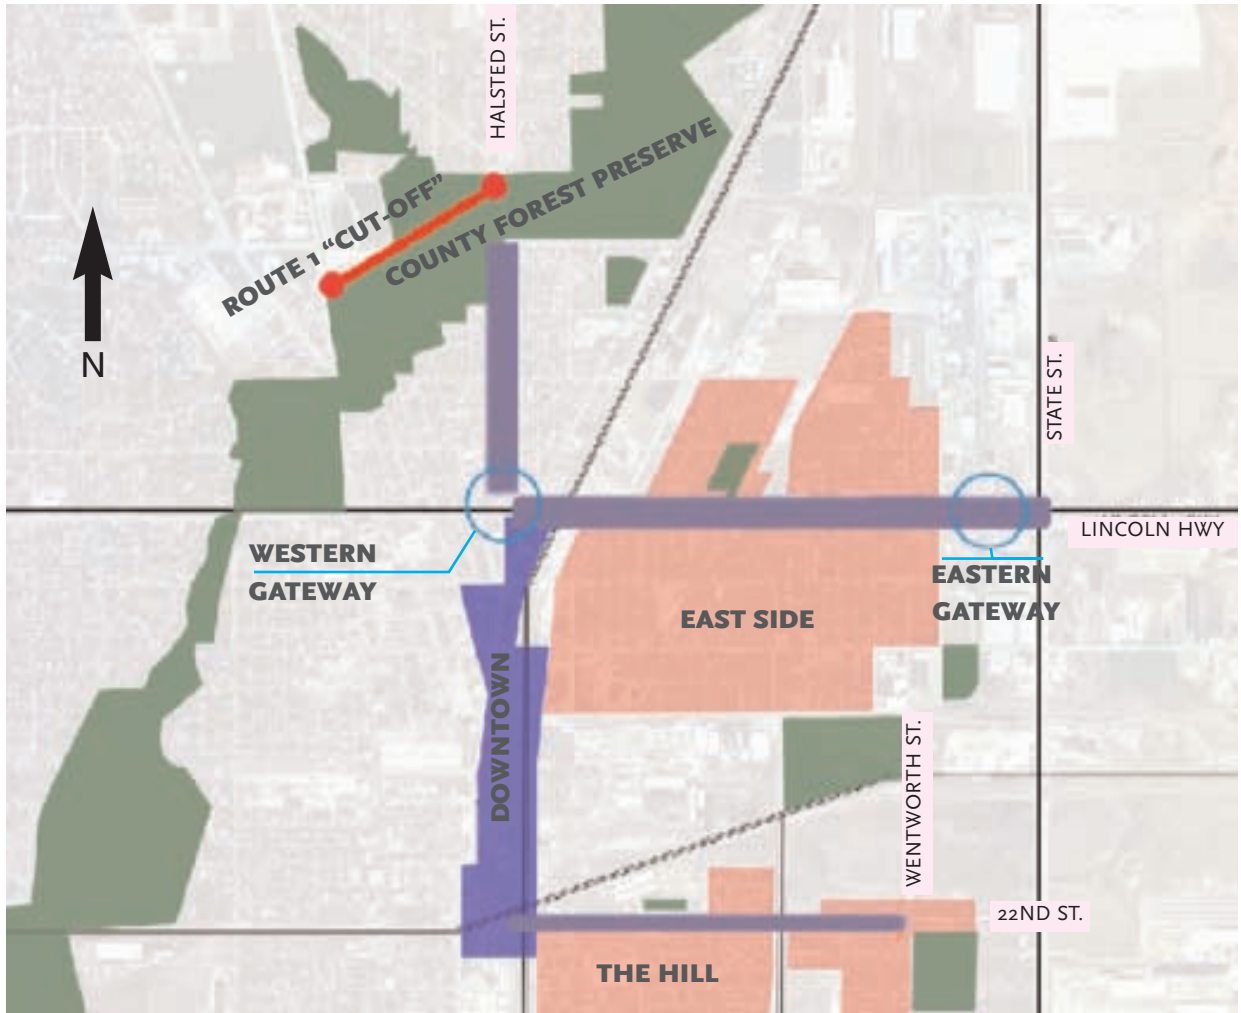 HALSTED ST.
ROUTE 1 “CUT-OFF”
COUNTY FOREST PRESERVE
N
STATE ST.
LINCOLN HWY
WESTERN
GATEWAY
EASTERN
GATEWAY
EAST SIDE
DOWNTOWN
WENTWORTH ST.
22ND ST.
THE HILL